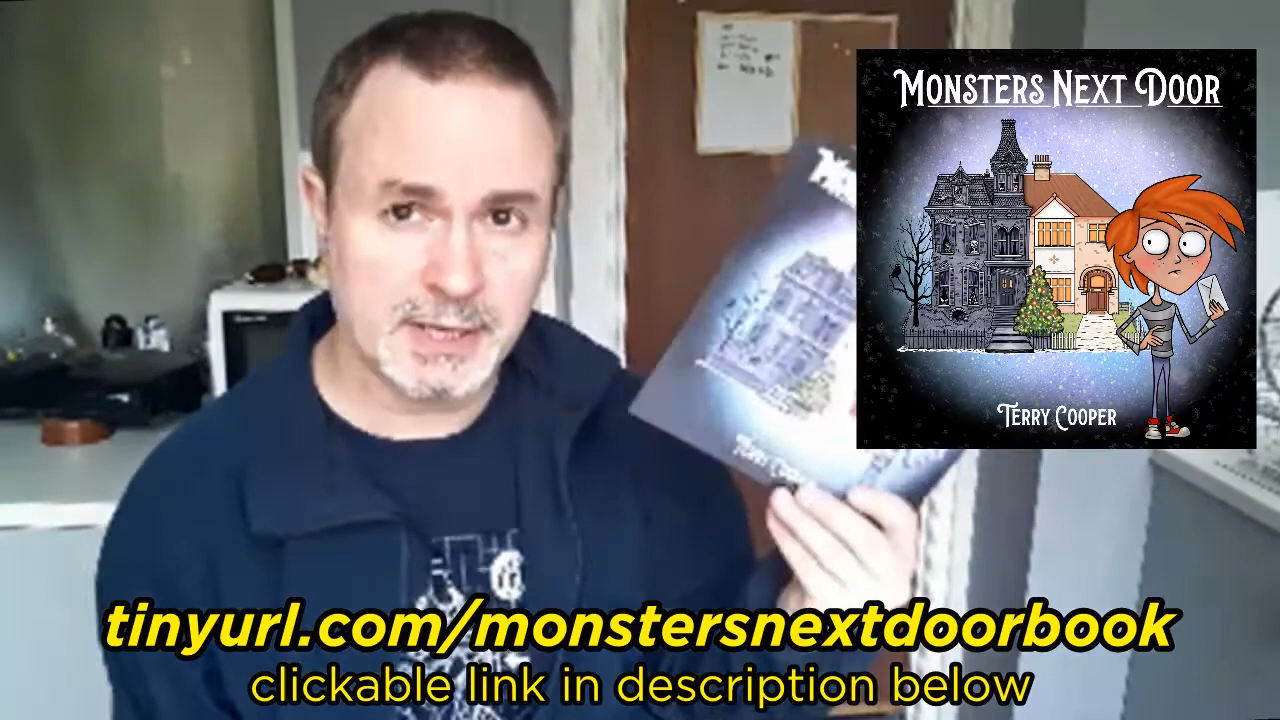 MONSTERS NEXT DOOR
TERRY COOPER
tinyurl.com/monstersnextdoorbook
clickable link in description below